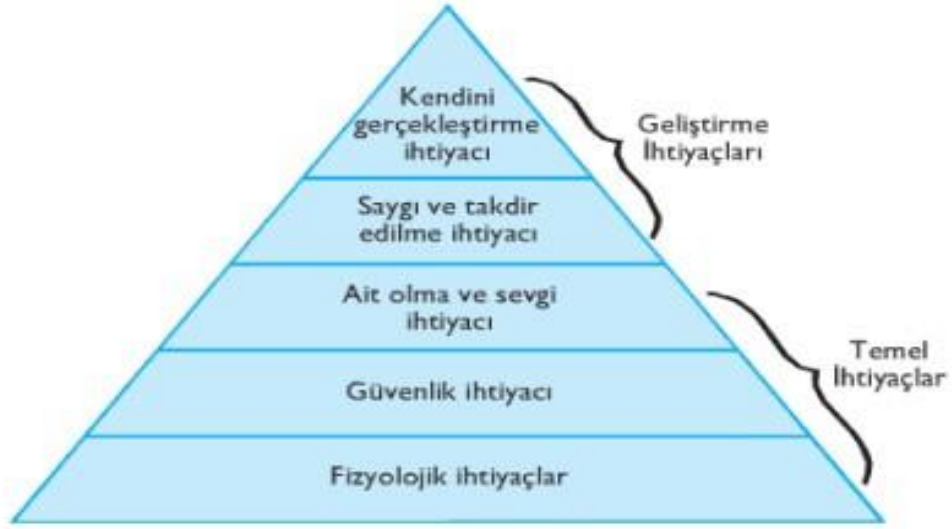 Kendini
gerçekleştirme
ihtiyacı
Geliştirme
İhtiyaçları
Saygı ve takdir
edilme ihtiyacı
Ait olma ve sevgi
ihtiyacı
Temel
İhtiyaçlar
Güvenlik ihtiyacı
Fizyolojik ihtiyaçlar